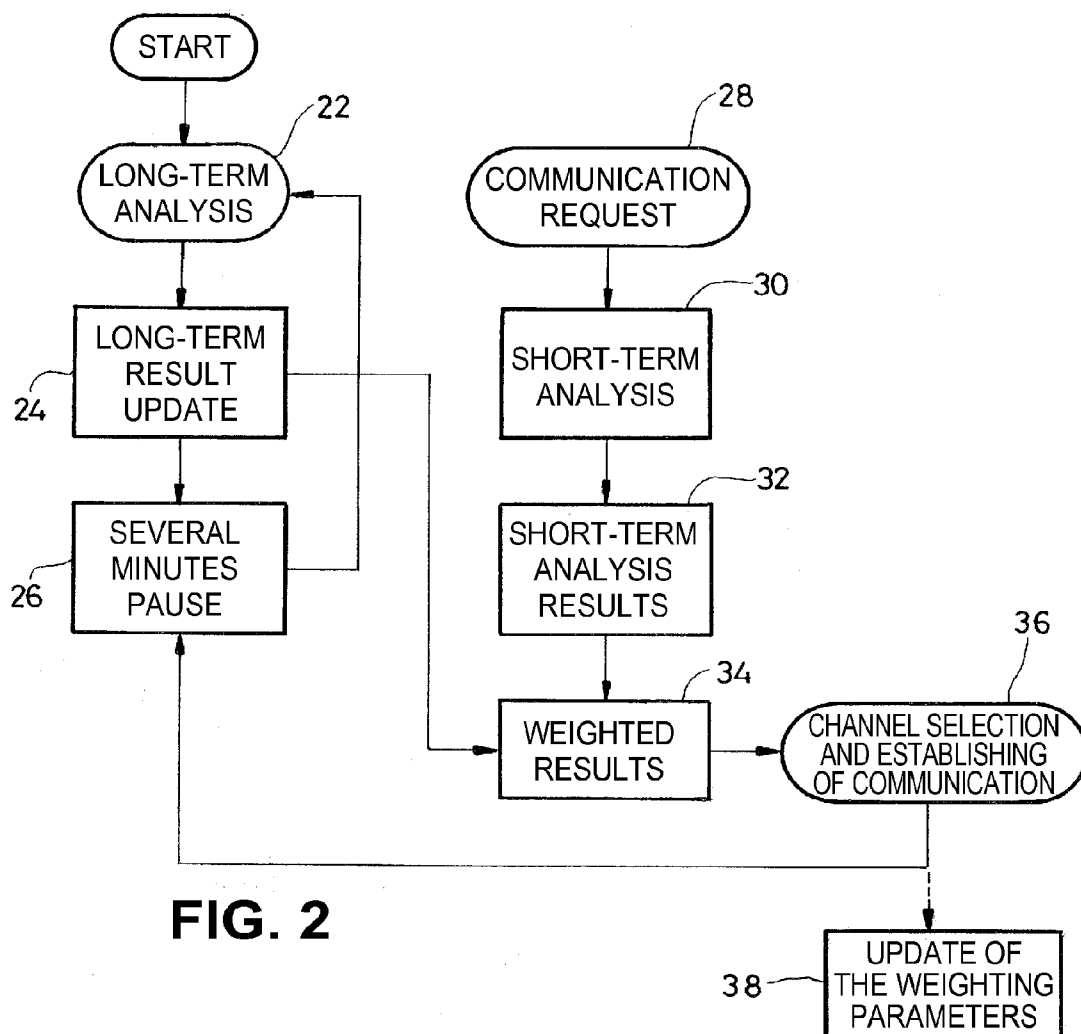 START
22
LONG-TERM
ANALYSIS
28
COMMUNICATION
REQUEST
30
LONG-TERM
RESULT
UPDATE
24
SHORT-TERM
ANALYSIS
32
SEVERAL
MINUTES
PAUSE
26
SHORT-TERM
ANALYSIS
RESULTS
34
WEIGHTED
RESULTS
36
CHANNEL SELECTION
AND ESTABLISHING
OF COMMUNICATION
FIG. 2
38
UPDATE OF
THE WEIGHTING
PARAMETERS